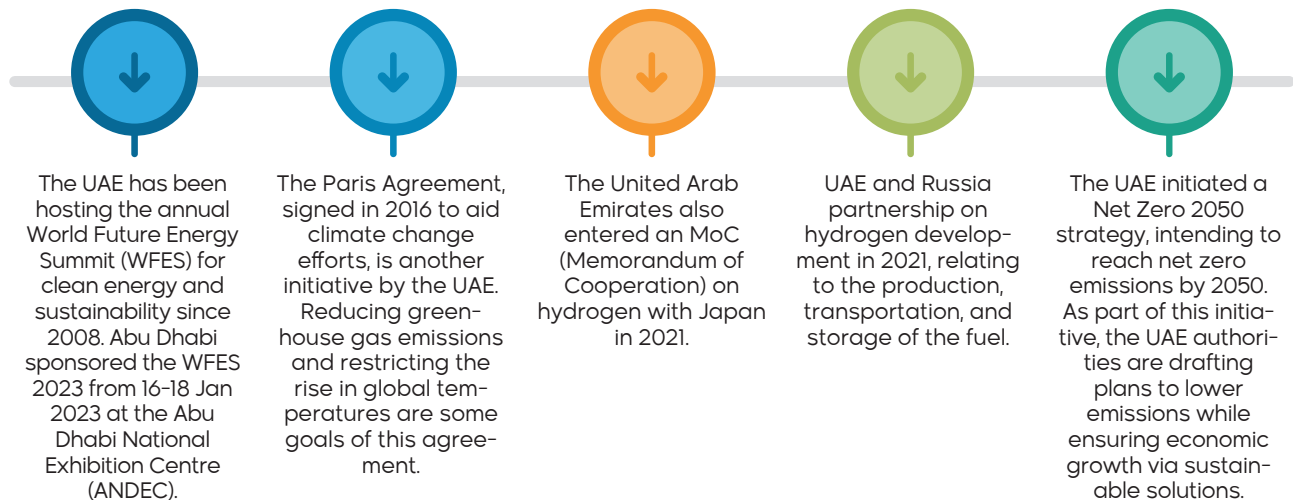 The UAE has been
hosting the annual
World Future Energy
Summit (WFES) for
clean energy and
sustainability since
2008. Abu Dhabi
sponsored the WFES
2023 from 16-18 Jan
2023 at the Abu
Dhabi National
Exhibition Centre
(ANDEC).
The Paris Agreement,
signed in 2016 to aid
climate change
efforts, is another
initiative by the UAE.
Reducing green-
house gas emissions
and restricting the
rise in global tem-
peratures are some
goals of this agree-
ment.
The United Arab
Emirates also
entered an MoC
(Memorandum of
Cooperation) on
hydrogen with Japan
in 2021.
UAE and Russia
partnership on
hydrogen develop-
ment in 2021, relating
to the production,
transportation, and
storage of the fuel.
The UAE initiated a
Net Zero 2050
strategy, intending to
reach net zero
emissions by 2050.
As part of this initia-
tive, the UAE authori-
ties are drafting
plans to lower
emissions while
ensuring economic
growth via sustain-
able solutions.